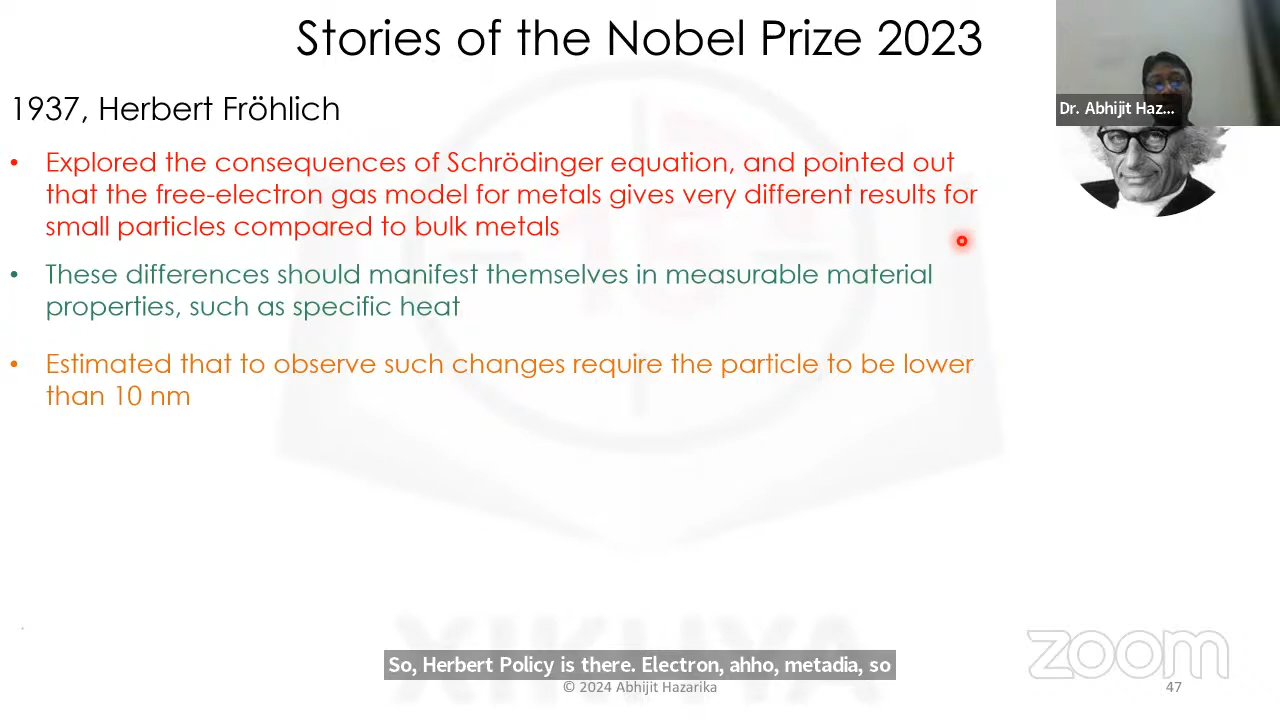 Stories of the Nobel Prize 2023
Dr. Abhijit Haz...
1937, Herbert Fröhlich
• Explored the consequences of Schrödinger equation, and pointed out
that the free-electron gas model for metals gives very different results for
small particles compared to bulk metals
• These differences should manifest themselves in measurable material
properties, such as specific heat
• Estimated that to observe such changes require the particle to be lower
than 10 nm
XIKHYA
zoom
So, Herbert Policy is there. Electron, ahho, metadia, so
© 2024 Abhijit Hazarika
47